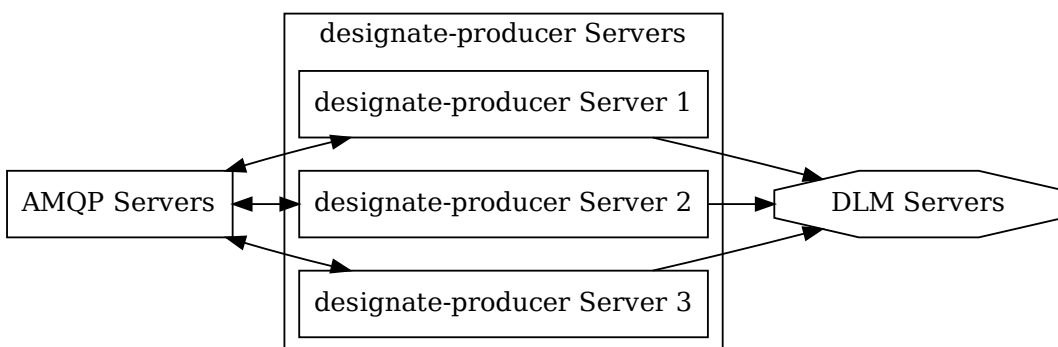 designate-producer Servers
designate-producer Server 1
AMQP Servers
designate-producer Server 2
DLM Servers
designate-producer Server 3